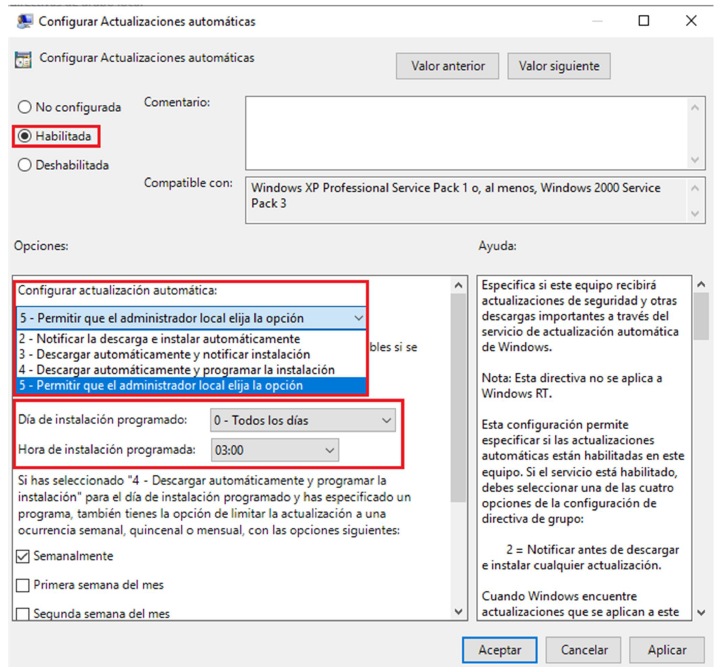 Configurar Actualizaciones automáticas
Configurar Actualizaciones automáticas
Valor anterior
Valor siguiente
No configurada
Comentario:
Habilitada
Deshabilitada
Compatible con:
Windows XP Professional Service Pack 1 o, al menos, Windows 2000 Service
Pack 3
Opciones:
Ayuda:
Configurar actualización automática:
5 - Permitir que el administrador local elija la opción
2 - Notificar la descarga e instalar automáticamente
3 - Descargar automáticamente y notificar instalación
bles si se
4 - Descargar automáticamente y programar la instalación
5 - Permitir que el administrador local elija la opción
Día de instalación programado:
0 - Todos los días
Hora de instalación programada:
03:00
Si has seleccionado "4 - Descargar automáticamente y programar la
instalación" para el día de instalación programado y has especificado un
programa, también tienes la opción de limitar la actualización a una
ocurrencia semanal, quincenal o mensual, con las opciones siguientes:
Semanalmente
Primera semana del mes
Segunda semana del mes
Especifica si este equipo recibirá
actualizaciones de seguridad y otras
descargas importantes a través del
servicio de actualización automática
de Windows.
Nota: Esta directiva no se aplica a
Windows RT.
Esta configuración permite
especificar si las actualizaciones
automáticas están habilitadas en este
equipo. Si el servicio está habilitado,
debes seleccionar una de las cuatro
opciones de la configuración de
directiva de grupo:
2 = Notificar antes de descargar
e instalar cualquier actualización.
Cuando Windows encuentre
actualizaciones que se aplican a este
Aceptar
Cancelar
Aplicar